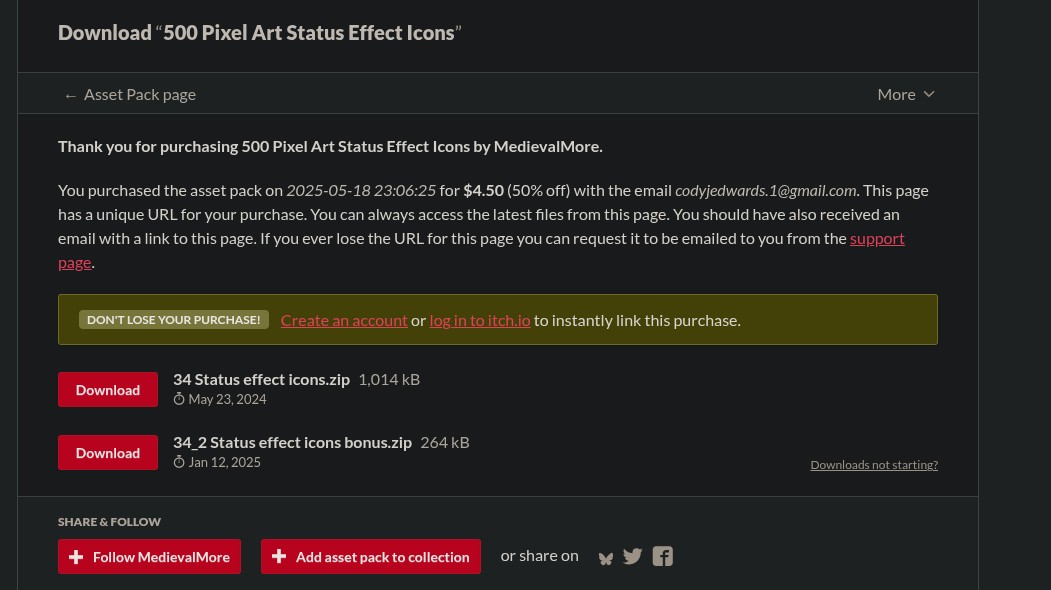 Download “500 Pixel Art Status Effect Icons”
← Asset Pack page
More
Thank you for purchasing 500 Pixel Art Status Effect Icons by MedievalMore.
You purchased the asset pack on 2025-05-18 23:06:25 for $4.50 (50% off) with the email codyjedwards.1@gmail.com. This page
has a unique URL for your purchase. You can always access the latest files from this page. You should have also received an
email with a link to this page. If you ever lose the URL for this page you can request it to be emailed to you from the support
page.
DON'T LOSE YOUR PURCHASE! Create an account or log in to itch.io to instantly link this purchase.
Download
34 Status effect icons.zip 1,014 kB
May 23, 2024
Download
34_2 Status effect icons bonus.zip 264 kB
Jan 12, 2025
Downloads not starting?
SHARE & FOLLOW
Follow MedievalMore
Add asset pack to collection
or share on